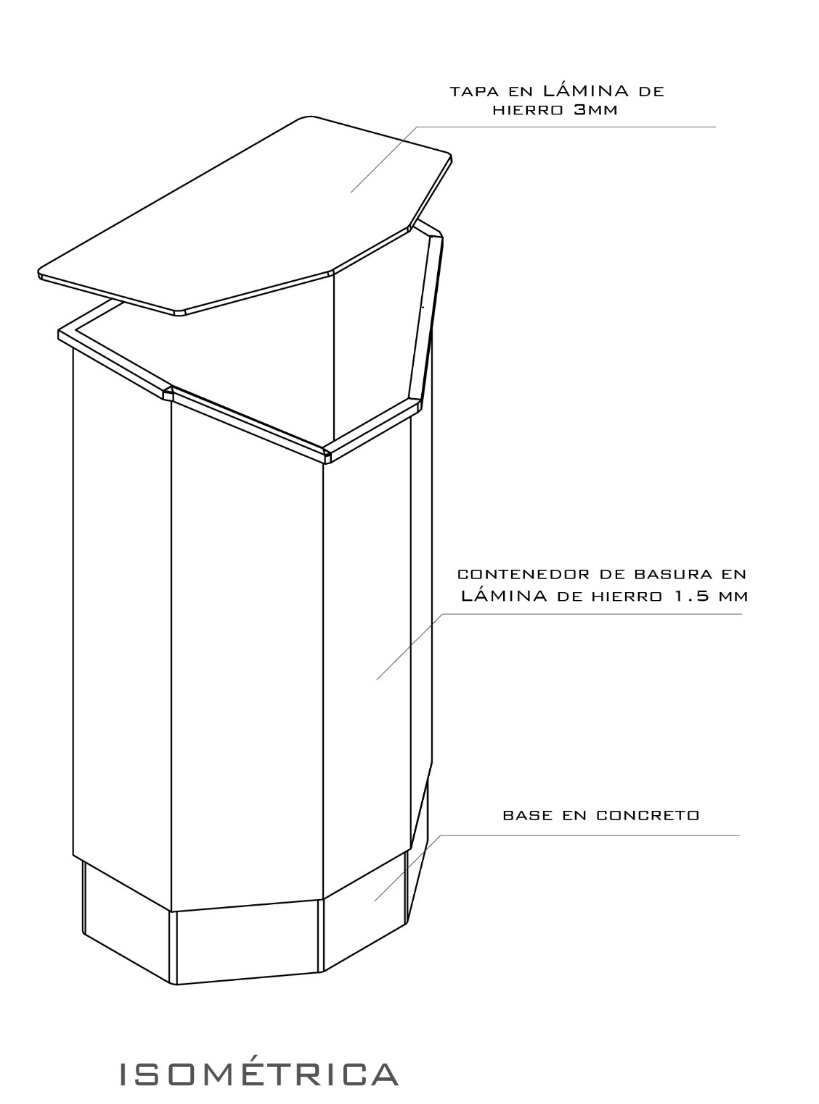 TAPA EN LÁMINA DE
HIERRO 3MM
CONTENEDOR DE BASURA EN
LÁMINA DE HIERRO 1.5 MM
BASE EN CONCRETO
ISOMÉTRICA